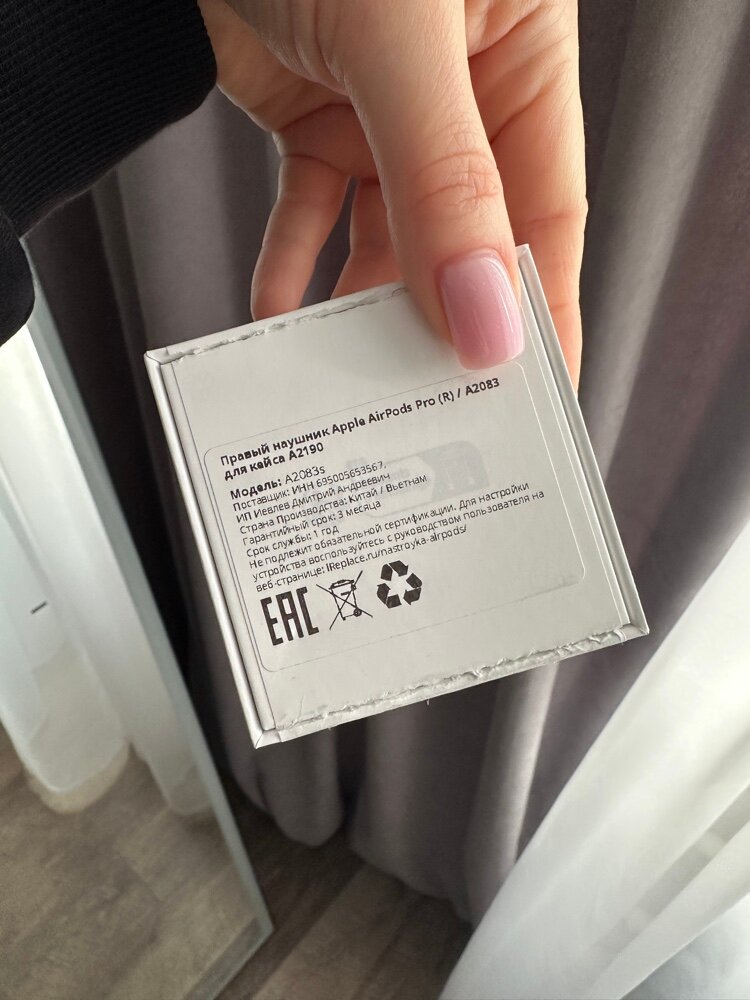 Правый наушник Apple AirPods Pro (R) / A2083
для кейса A2190
Модель: A2083s
Поставщик: ИНН 695005653567,
ИП Иевлев Дмитрий Андреевич
Страна Производства: Китай / Вьетнам
Гарантийный срок: 3 месяца
Срок службы: 1 год
Не подлежит обязательной сертификации. Для настройки
устройства воспользуйтесь с руководством пользователя на
веб-странице: IReplace.ru/nastroyka-airpods/
EAC